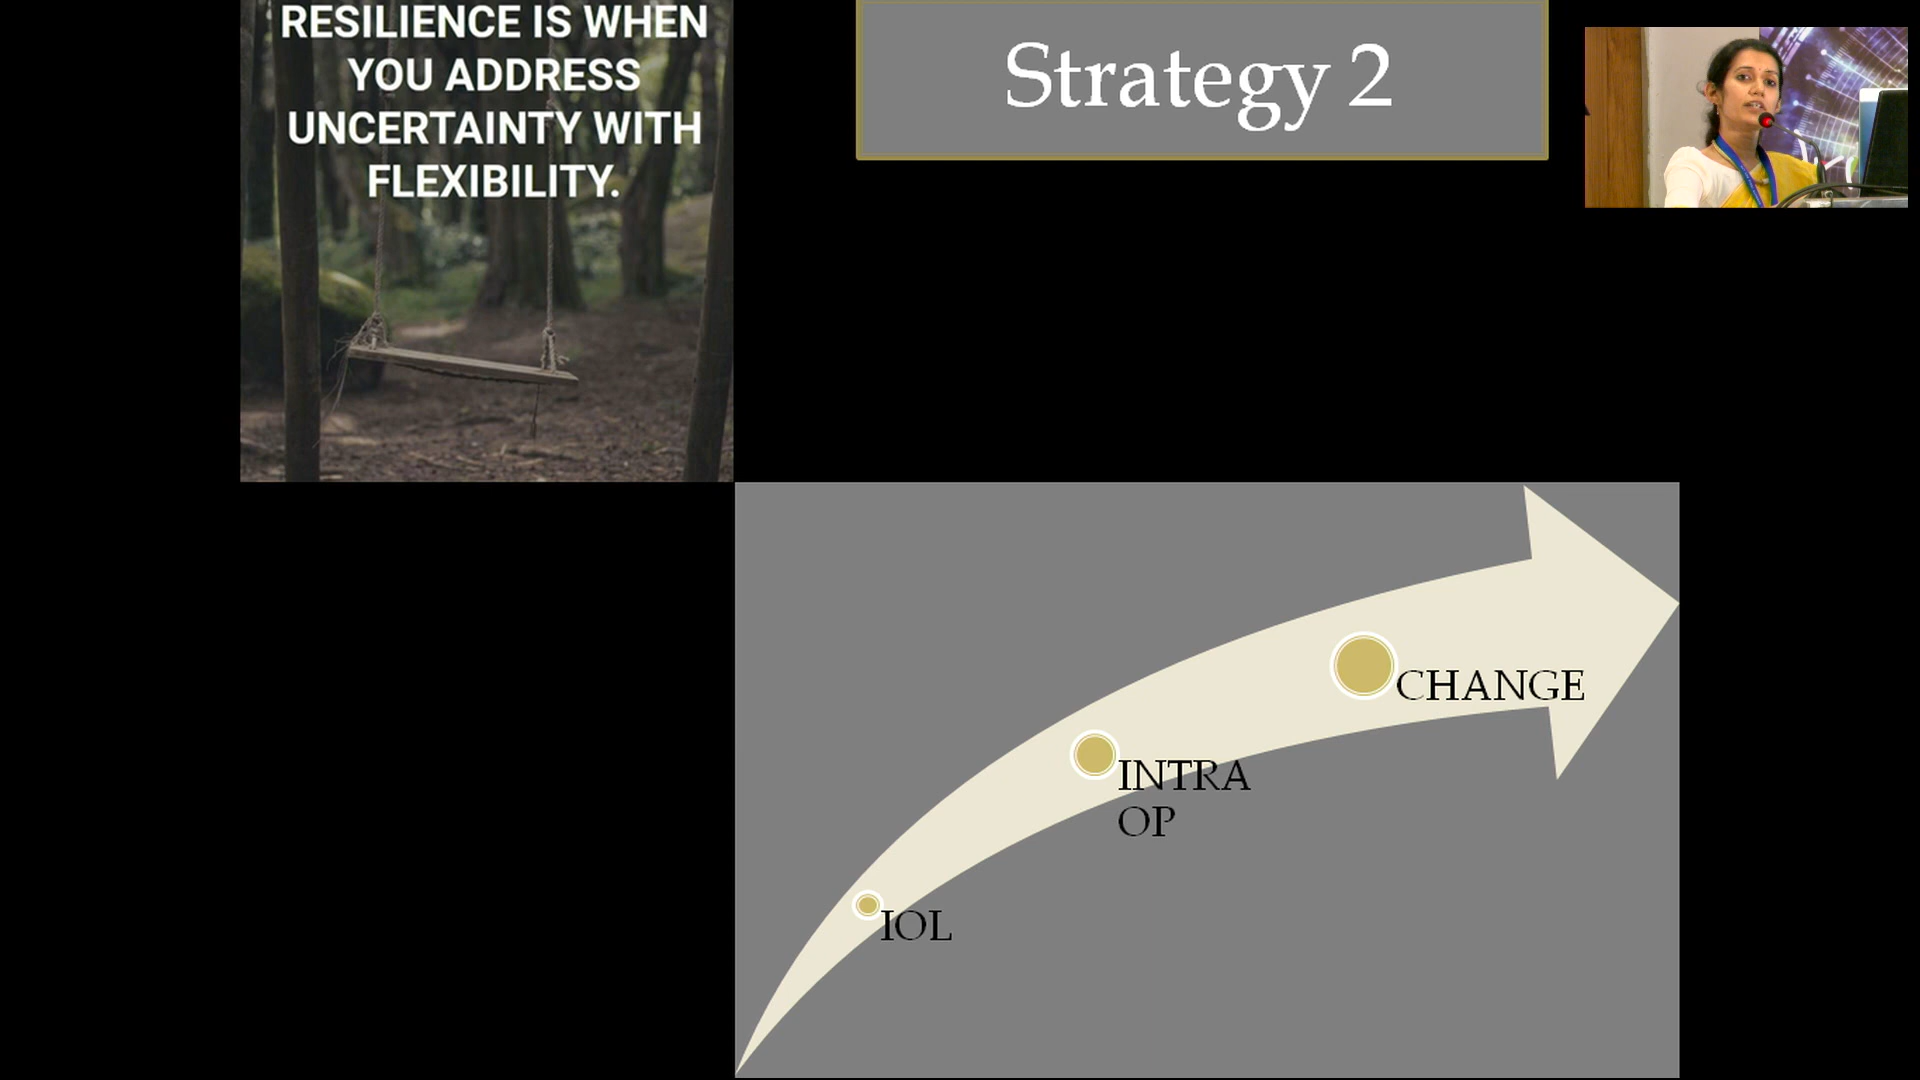 RESILIENCE IS WHEN
YOU ADDRESS
UNCERTAINTY WITH
FLEXIBILITY.
Strategy 2
CHANGE
INTRA
OP
IOL